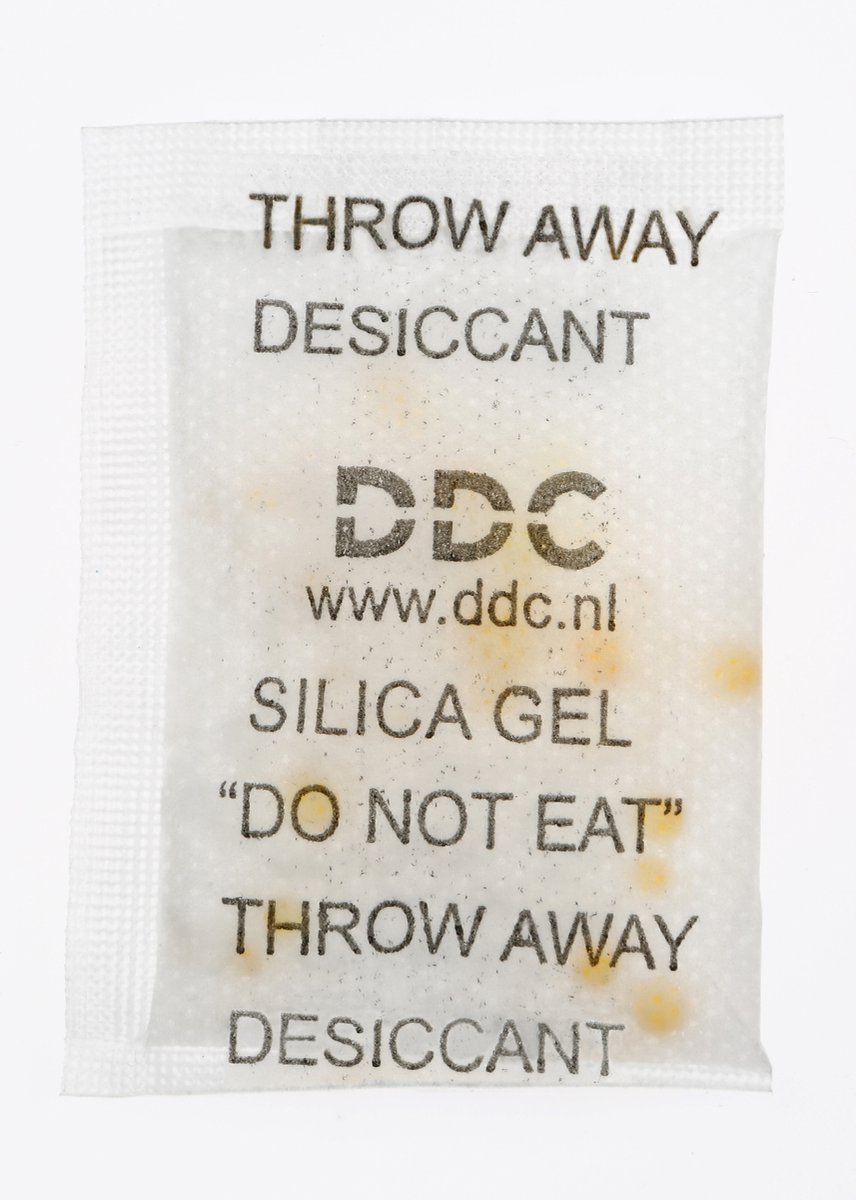 THROW AWAY
DESICCANT
DDC
www.ddc.nl
SILICA GEL
“DO NOT EAT”
THROW AWAY
DESICCANT